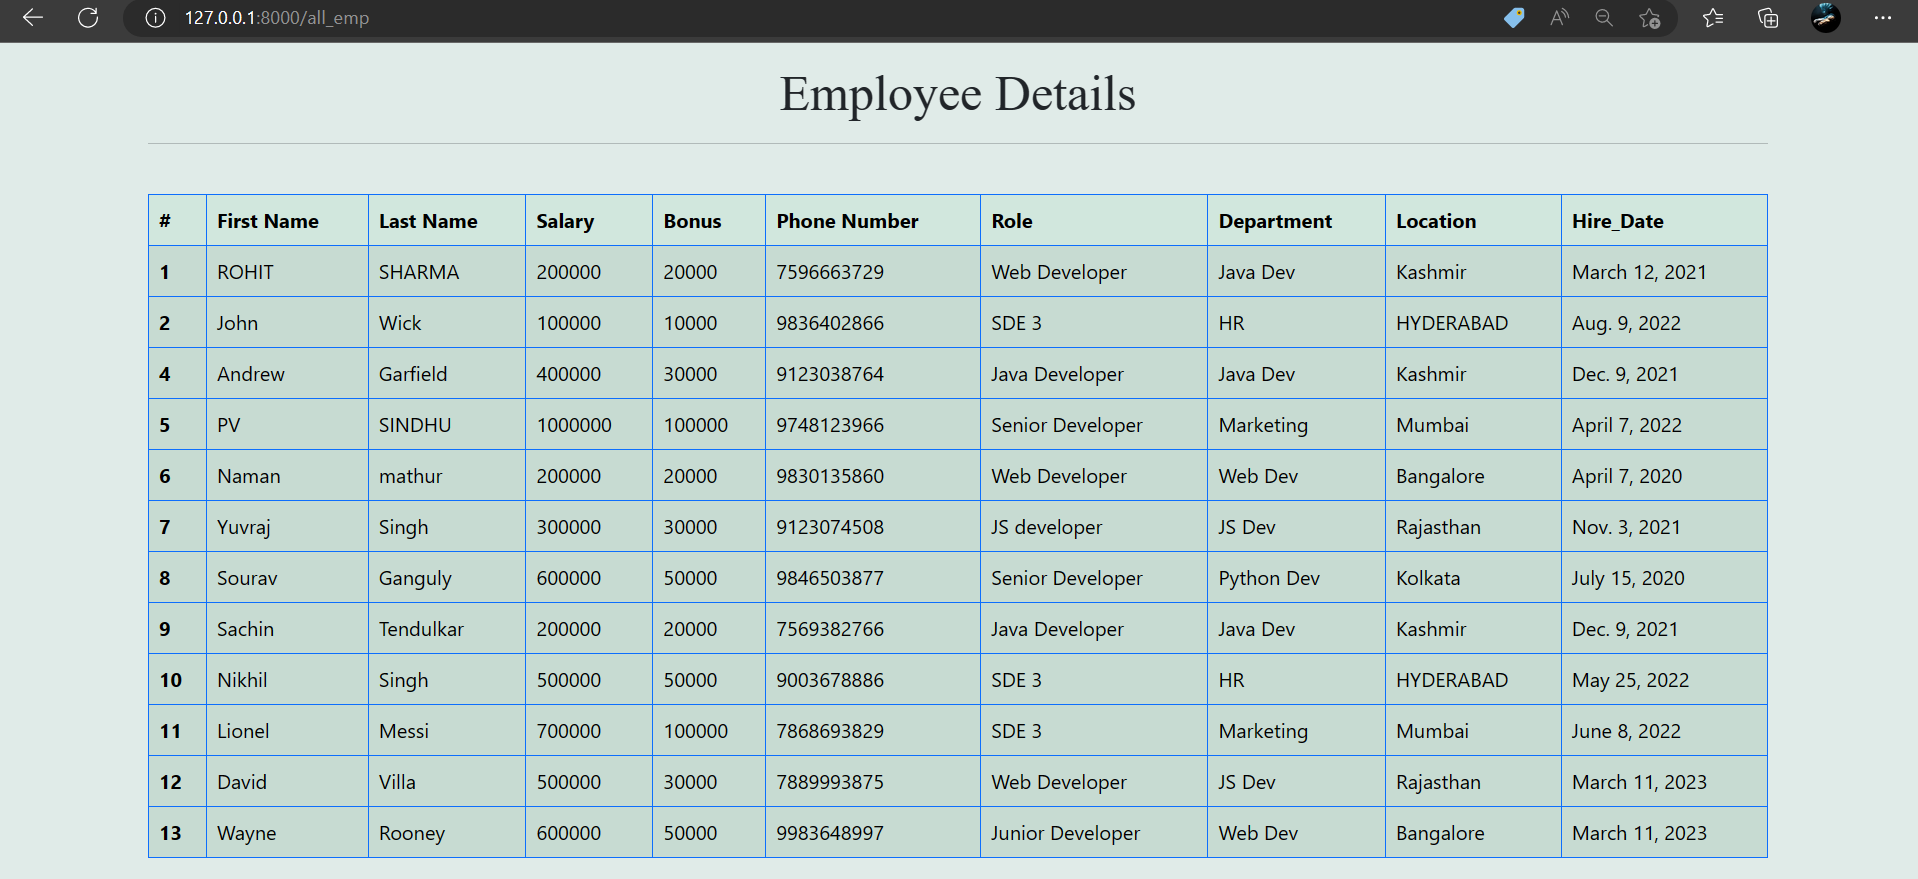 127.0.0.1:8000/all_emp
Employee Details
# First Name Last Name Salary Bonus Phone Number Role Department Location Hire_Date
1 ROHIT SHARMA 200000 20000 7596663729 Web Developer Java Dev Kashmir March 12, 2021
2 John Wick 100000 10000 9836402866 SDE 3 HR HYDERABAD Aug. 9, 2022
4 Andrew Garfield 400000 30000 9123038764 Java Developer Java Dev Kashmir Dec. 9, 2021
5 PV SINDHU 1000000 100000 9748123966 Senior Developer Marketing Mumbai April 7, 2022
6 Naman mathur 200000 20000 9830135860 Web Developer Web Dev Bangalore April 7, 2020
7 Yuvraj Singh 300000 30000 9123074508 JS developer JS Dev Rajasthan Nov. 3, 2021
8 Sourav Ganguly 600000 50000 9846503877 Senior Developer Python Dev Kolkata July 15, 2020
9 Sachin Tendulkar 200000 20000 7569382766 Java Developer Java Dev Kashmir Dec. 9, 2021
10 Nikhil Singh 500000 50000 9003678886 SDE 3 HR HYDERABAD May 25, 2022
11 Lionel Messi 700000 100000 7868693829 SDE 3 Marketing Mumbai June 8, 2022
12 David Villa 500000 30000 7889993875 Web Developer JS Dev Rajasthan March 11, 2023
13 Wayne Rooney 600000 50000 9983648997 Junior Developer Web Dev Bangalore March 11, 2023